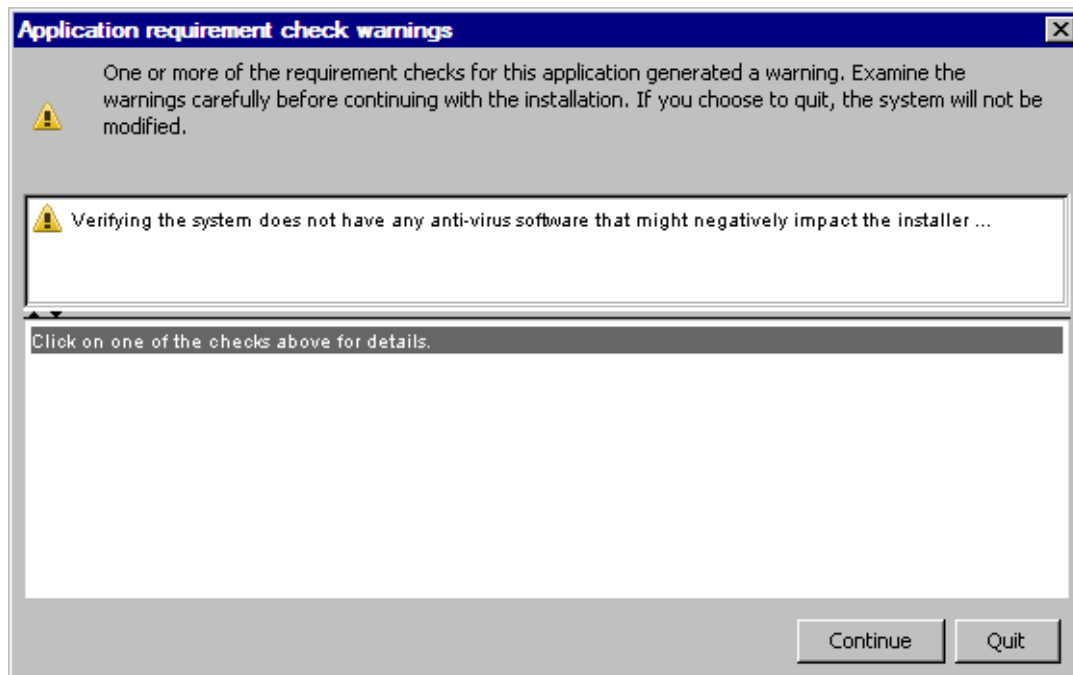 Application requirement check warnings
One or more of the requirement checks for this application generated a warning. Examine the
warnings carefully before continuing with the installation. If you choose to quit, the system will not be
modified.
Verifying the system does not have any anti-virus software that might negatively impact the installer ...
Click on one of the checks above for details.
Continue
Quit